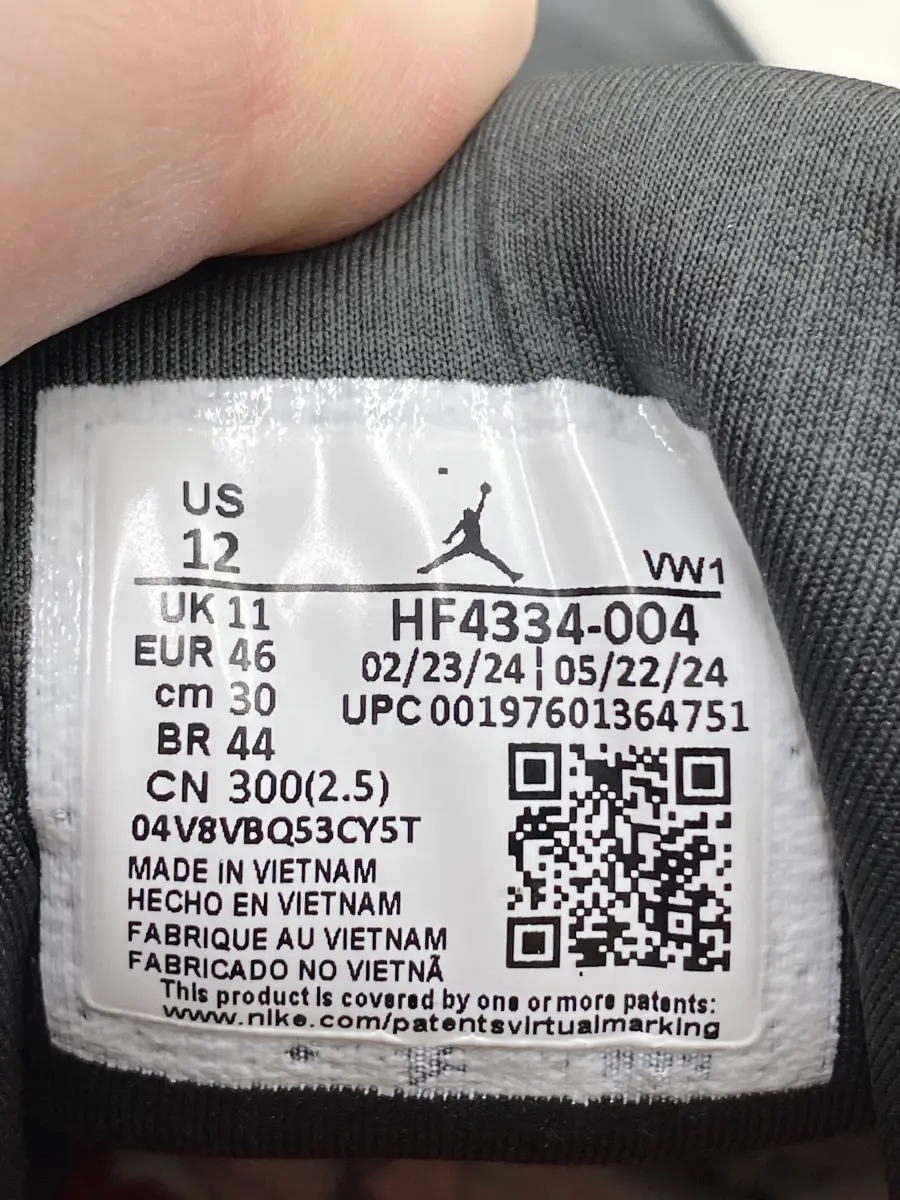 US
12
VW1
UK 11
HF4334-004
EUR 46
02/23/24 ¦ 05/22/24
cm 30
UPC 00197601364751
BR 44
CN 300(2.5)
04V8VBQ53CY5T
MADE IN VIETNAM
HECHO EN VIETNAM
FABRIQUE AU VIETNAM
FABRICADO NO VIETNÃ
This product is covered by one or more patents:
www.nike.com/patentsvirtualmarking